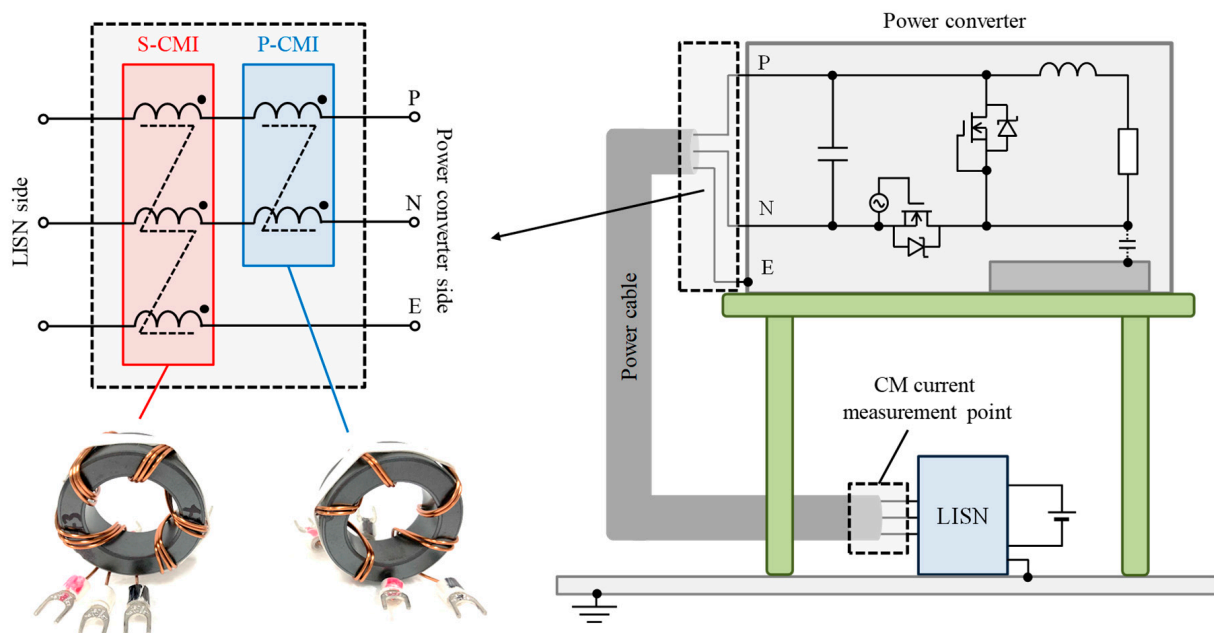 S-CMI
P-CMI
P
N
E
LISN side
Power converter side
Power converter
P
N
E
Power cable
CM current
measurement point
LISN